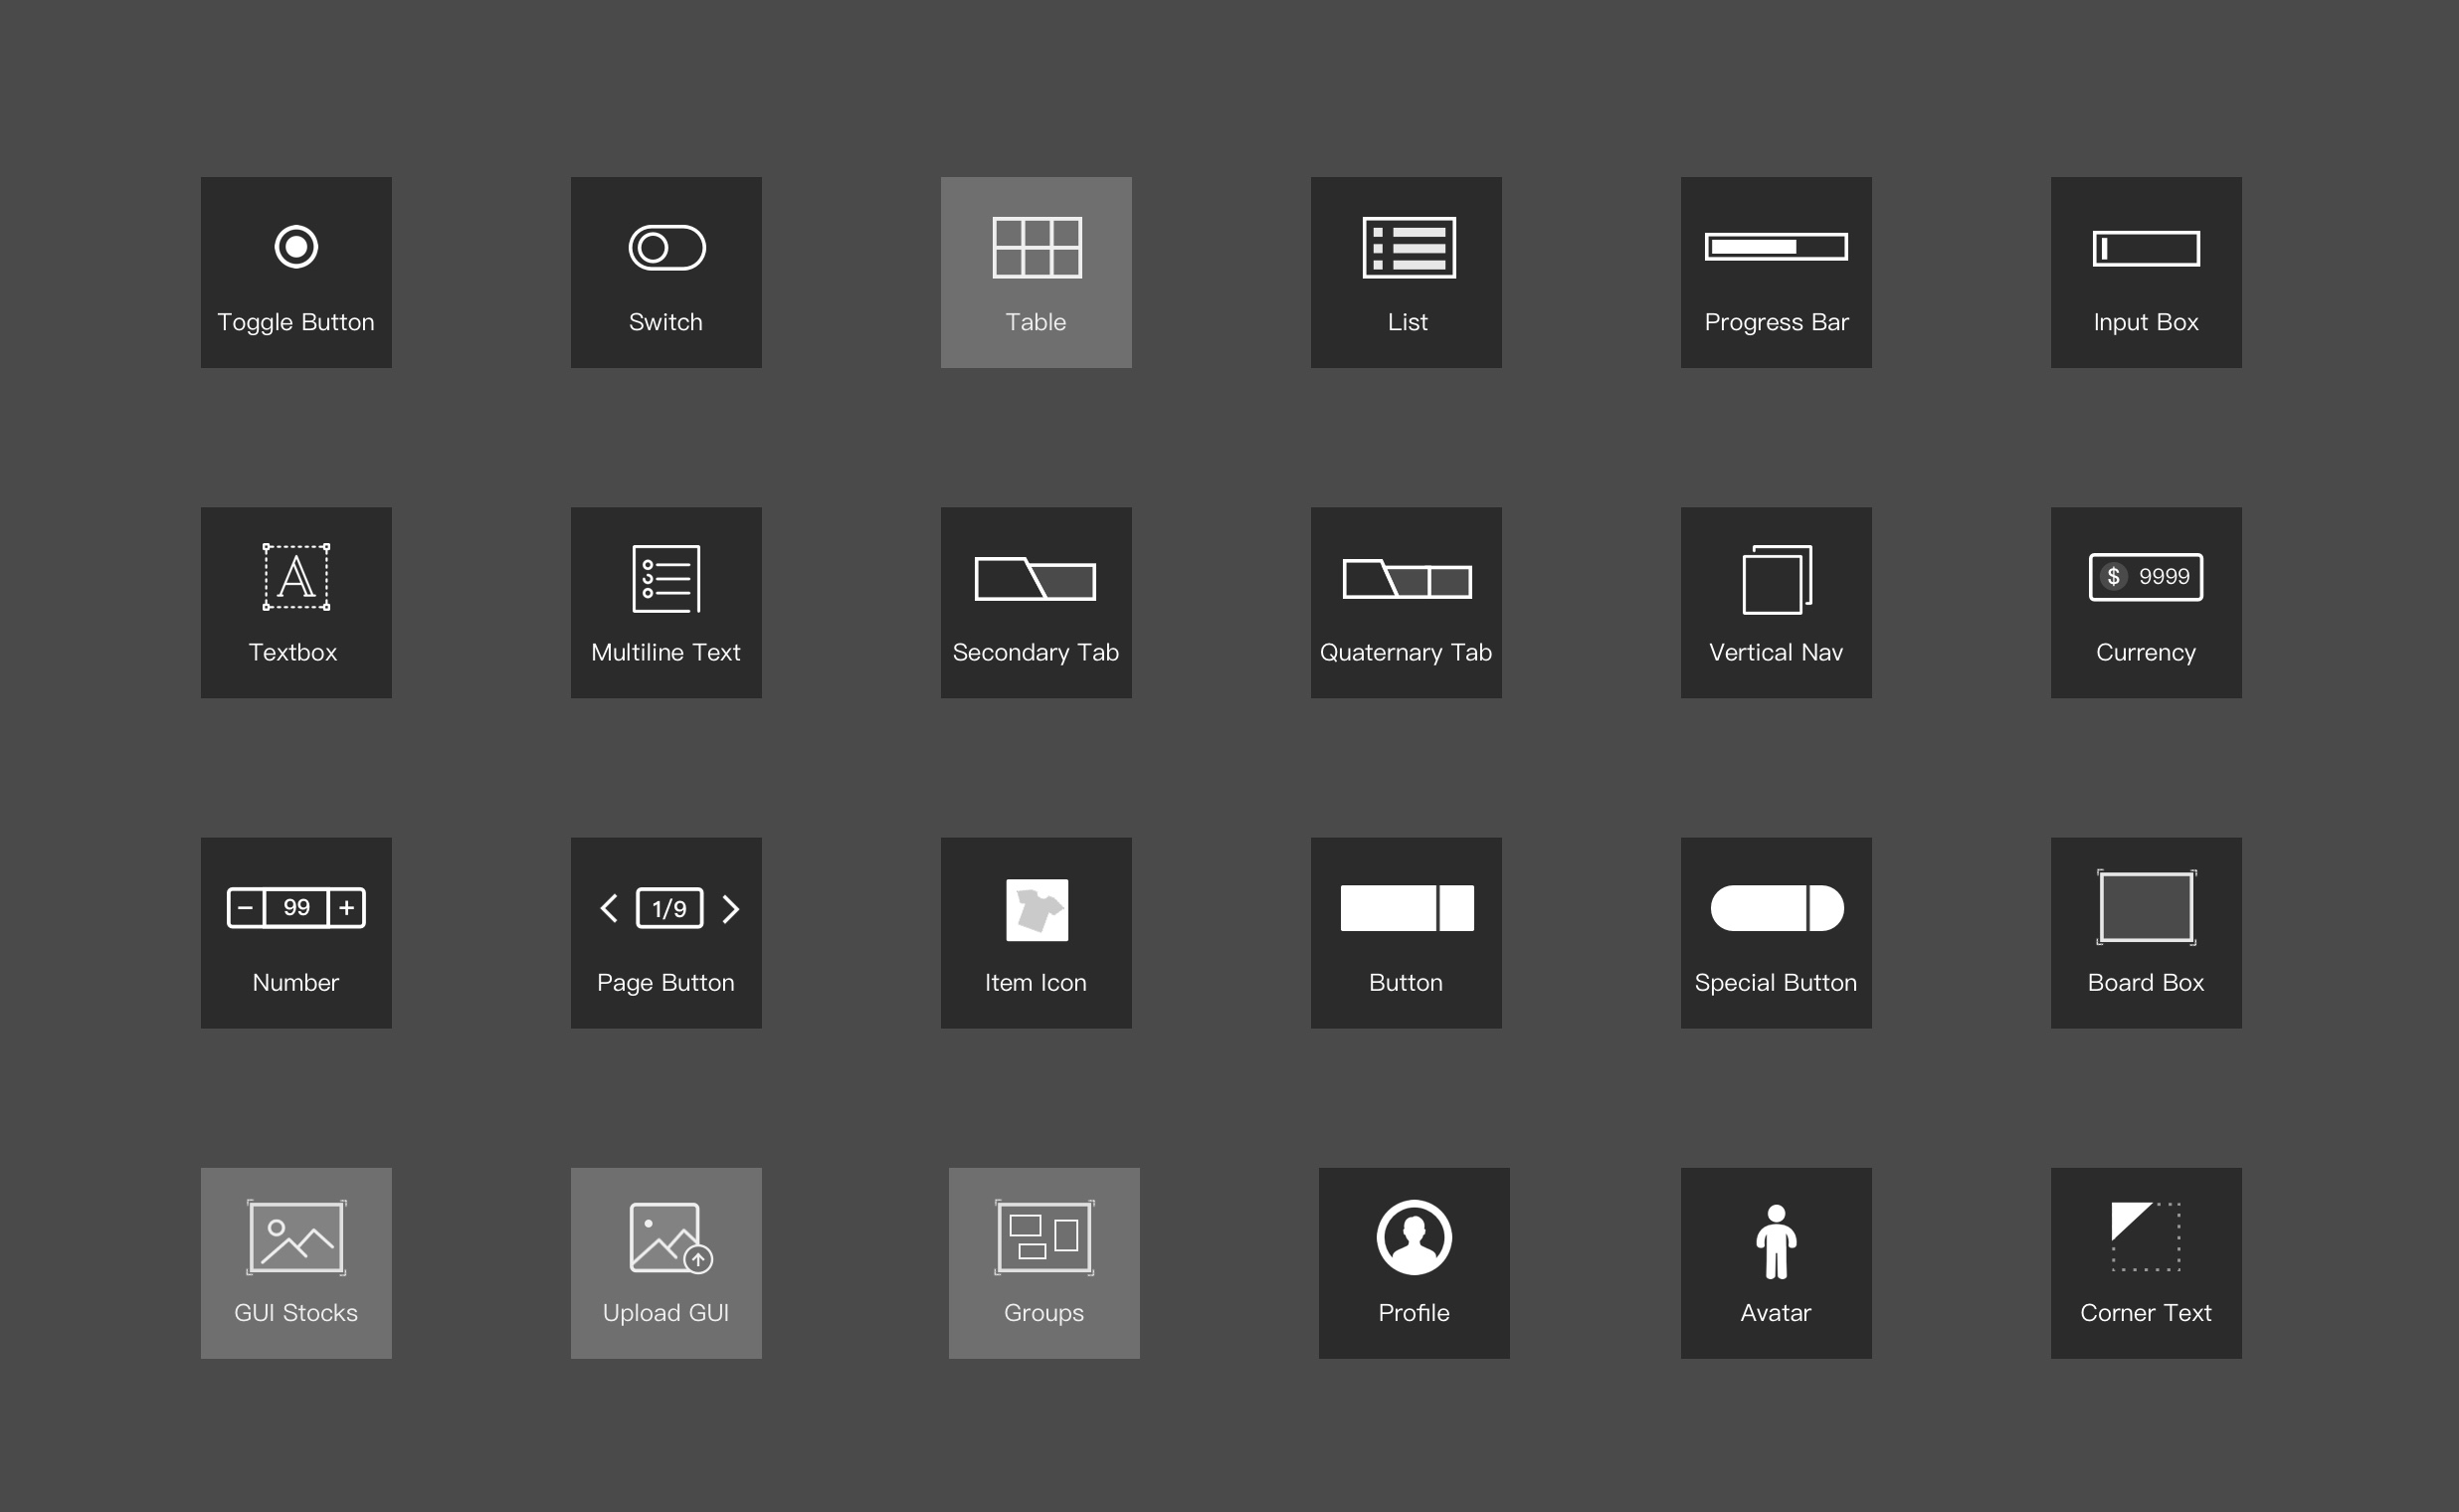 Toggle Button
Switch
Table
List
Progress Bar
Input Box
A
Textbox
Multiline Text
Secondary Tab
Quaternary Tab
Vertical Nav
$ 9999
Currency
− 99 +
Number
< 1/9 >
Page Button
Item Icon
Button
Special Button
Board Box
GUI Stocks
Upload GUI
Groups
Profile
Avatar
Corner Text